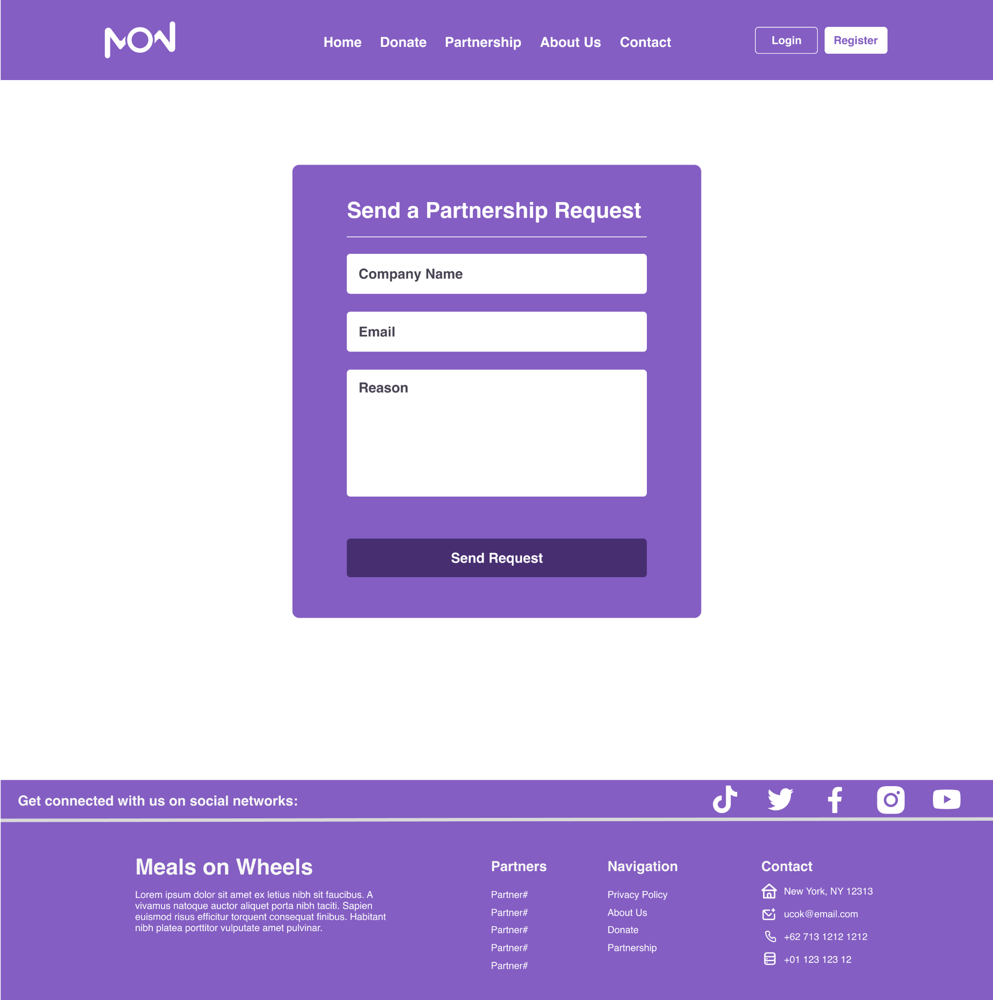 MOW
Home Donate Partnership About Us Contact
Login Register
Send a Partnership Request
Company Name
Email
Reason
Send Request
Get connected with us on social networks:
Meals on Wheels
Lorem ipsum dolor sit amet ex letius nibh sit faucibus. A
vivamus natoque auctor aliquet porta nibh taciti. Sapien
euismod risus efficitur torquent consequat finibus. Habitant
nibh platea porttitor vulputate amet pulvinar.
Partners
Partner#
Partner#
Partner#
Partner#
Partner#
Navigation
Privacy Policy
About Us
Donate
Partnership
Contact
New York, NY 12313
ucok@email.com
+62 713 1212 1212
+01 123 123 12